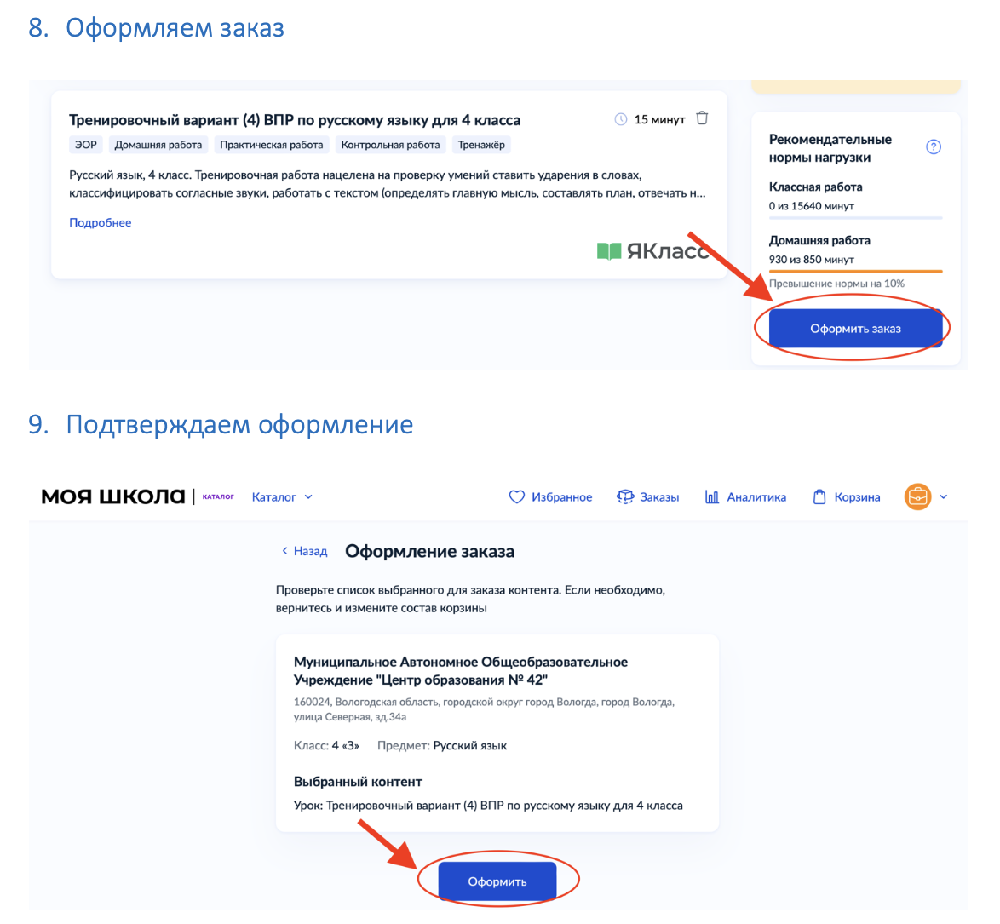 8. Оформляем заказ
Тренировочный вариант (4) ВПР по русскому языку для 4 класса
15 минут
ЭОР Домашняя работа Практическая работа Контрольная работа Тренажёр
Русский язык, 4 класс. Тренировочная работа нацелена на проверку умений ставить ударения в словах,
классифицировать согласные звуки, работать с текстом (определять главную мысль, составлять план, отвечать н...
Подробнее
ЯКласс
Рекомендательные
нормы нагрузки
?
Классная работа
0 из 15640 минут
Домашняя работа
930 из 850 минут
Превышение нормы на 10%
Оформить заказ
9. Подтверждаем оформление
МОЯ ШКОЛА | КАТАЛОГ Каталог Избранное Заказы Аналитика Корзина
< Назад Оформление заказа
Проверьте список выбранного для заказа контента. Если необходимо,
вернитесь и измените состав корзины
Муниципальное Автономное Общеобразовательное
Учреждение "Центр образования № 42"
160024, Вологодская область, городской округ город Вологда, город Вологда,
улица Северная, зд.34а
Класс: 4 «З» Предмет: Русский язык
Выбранный контент
Урок: Тренировочный вариант (4) ВПР по русскому языку для 4 класса
Оформить